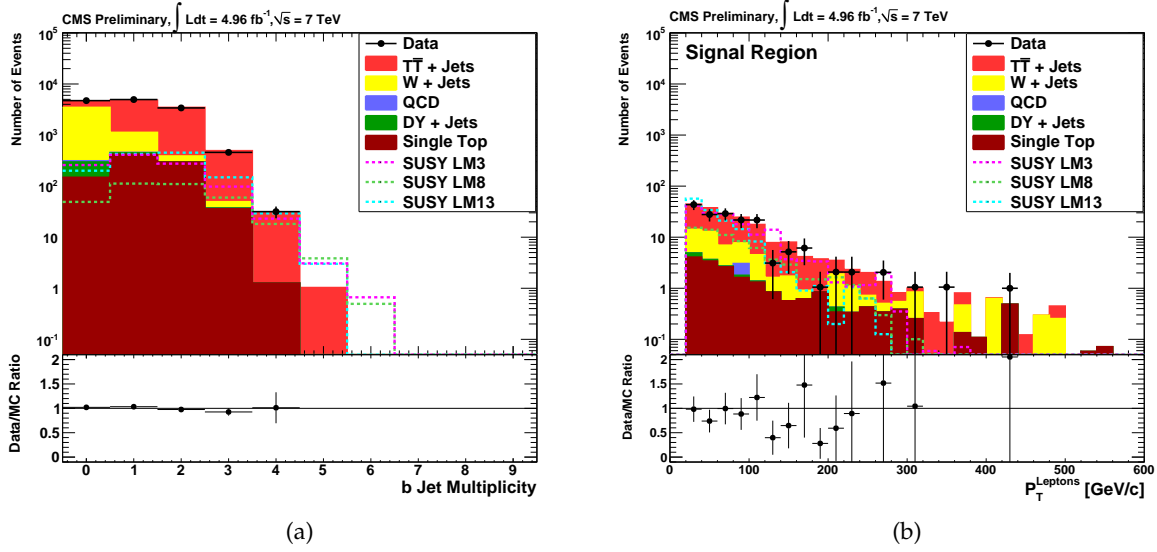 CMS Preliminary, ∫ Ldt = 4.96 fb⁻¹,√s = 7 TeV
Number of Events
10⁵
10⁴
10³
10²
10
1
10⁻¹
Data
TT̅ + Jets
W + Jets
QCD
DY + Jets
Single Top
SUSY LM3
SUSY LM8
SUSY LM13
Data/MC Ratio
2
1.5
1
0.5
0
0 1 2 3 4 5 6 7 8 9
b Jet Multiplicity
(a)
CMS Preliminary, ∫ Ldt = 4.96 fb⁻¹,√s = 7 TeV
Signal Region
Number of Events
10⁵
10⁴
10³
10²
10
1
10⁻¹
Data
TT̅ + Jets
W + Jets
QCD
DY + Jets
Single Top
SUSY LM3
SUSY LM8
SUSY LM13
Data/MC Ratio
2
1.5
1
0.5
0
0 100 200 300 400 500 600
P_T^Leptons [GeV/c]
(b)